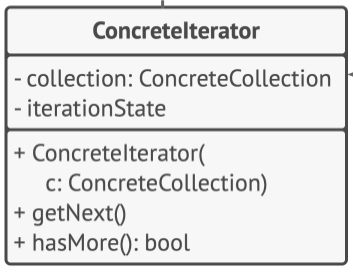 ConcreteIterator
- collection: ConcreteCollection
- iterationState
+ ConcreteIterator(
c: ConcreteCollection)
+ getNext()
+ hasMore(): bool